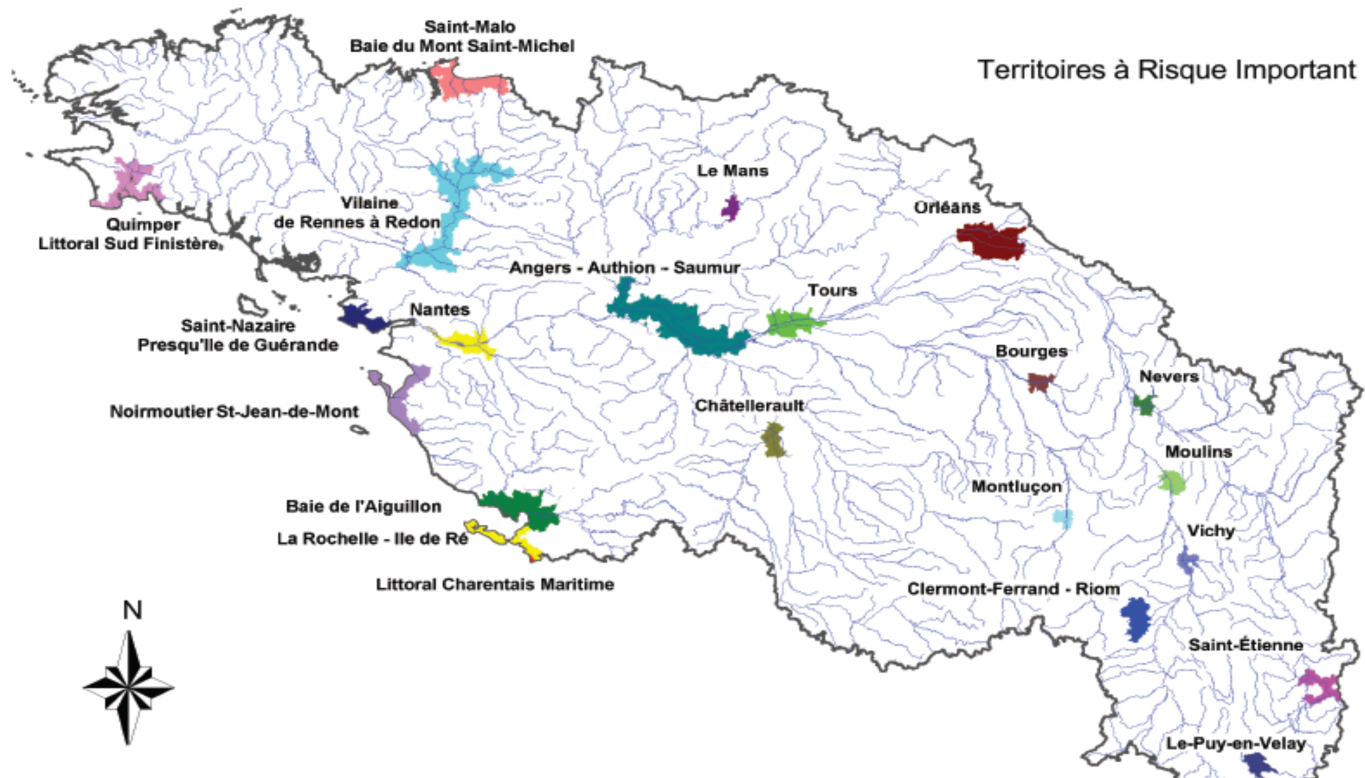 Saint-Malo
Baie du Mont Saint-Michel
Territoires à Risque Important
Le Mans
Vilaine
de Rennes à Redon
Orléans
Quimper
Littoral Sud Finistère
Angers - Authion - Saumur
Tours
Nantes
Saint-Nazaire
Presqu'Ile de Guérande
Bourges
Nevers
Noirmoutier St-Jean-de-Mont
Châtellerault
Moulins
Montluçon
Baie de l'Aiguillon
Vichy
La Rochelle - Ile de Ré
Littoral Charentais Maritime
Clermont-Ferrand - Riom
N
Saint-Étienne
Le-Puy-en-Velay